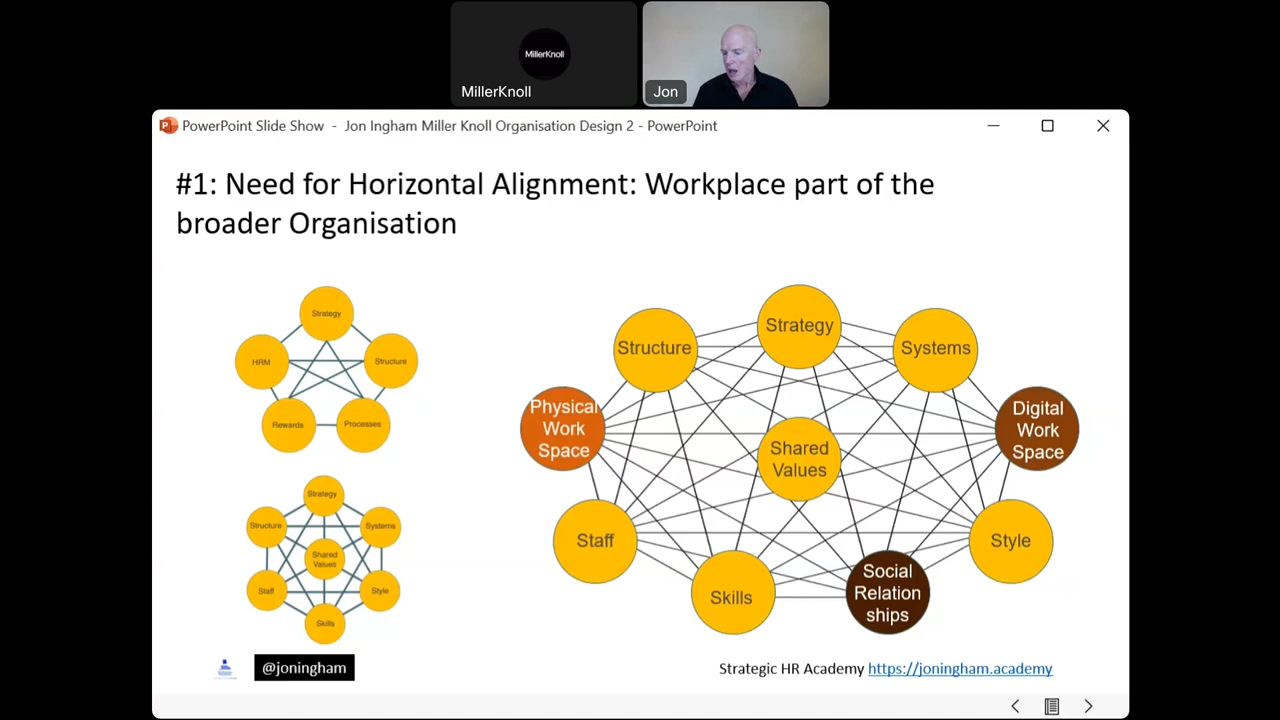 MillerKnoll
MillerKnoll
Jon
PowerPoint Slide Show - Jon Ingham Miller Knoll Organisation Design 2 - PowerPoint
#1: Need for Horizontal Alignment: Workplace part of the
broader Organisation
Strategy
HRM
Structure
Rewards
Processes
Strategy
Structure
Systems
Shared
Values
Staff
Style
Skills
Strategy
Structure
Systems
Physical
Work
Space
Digital
Work
Space
Shared
Values
Staff
Style
Skills
Social
Relation
ships
@joningham
Strategic HR Academy https://joningham.academy